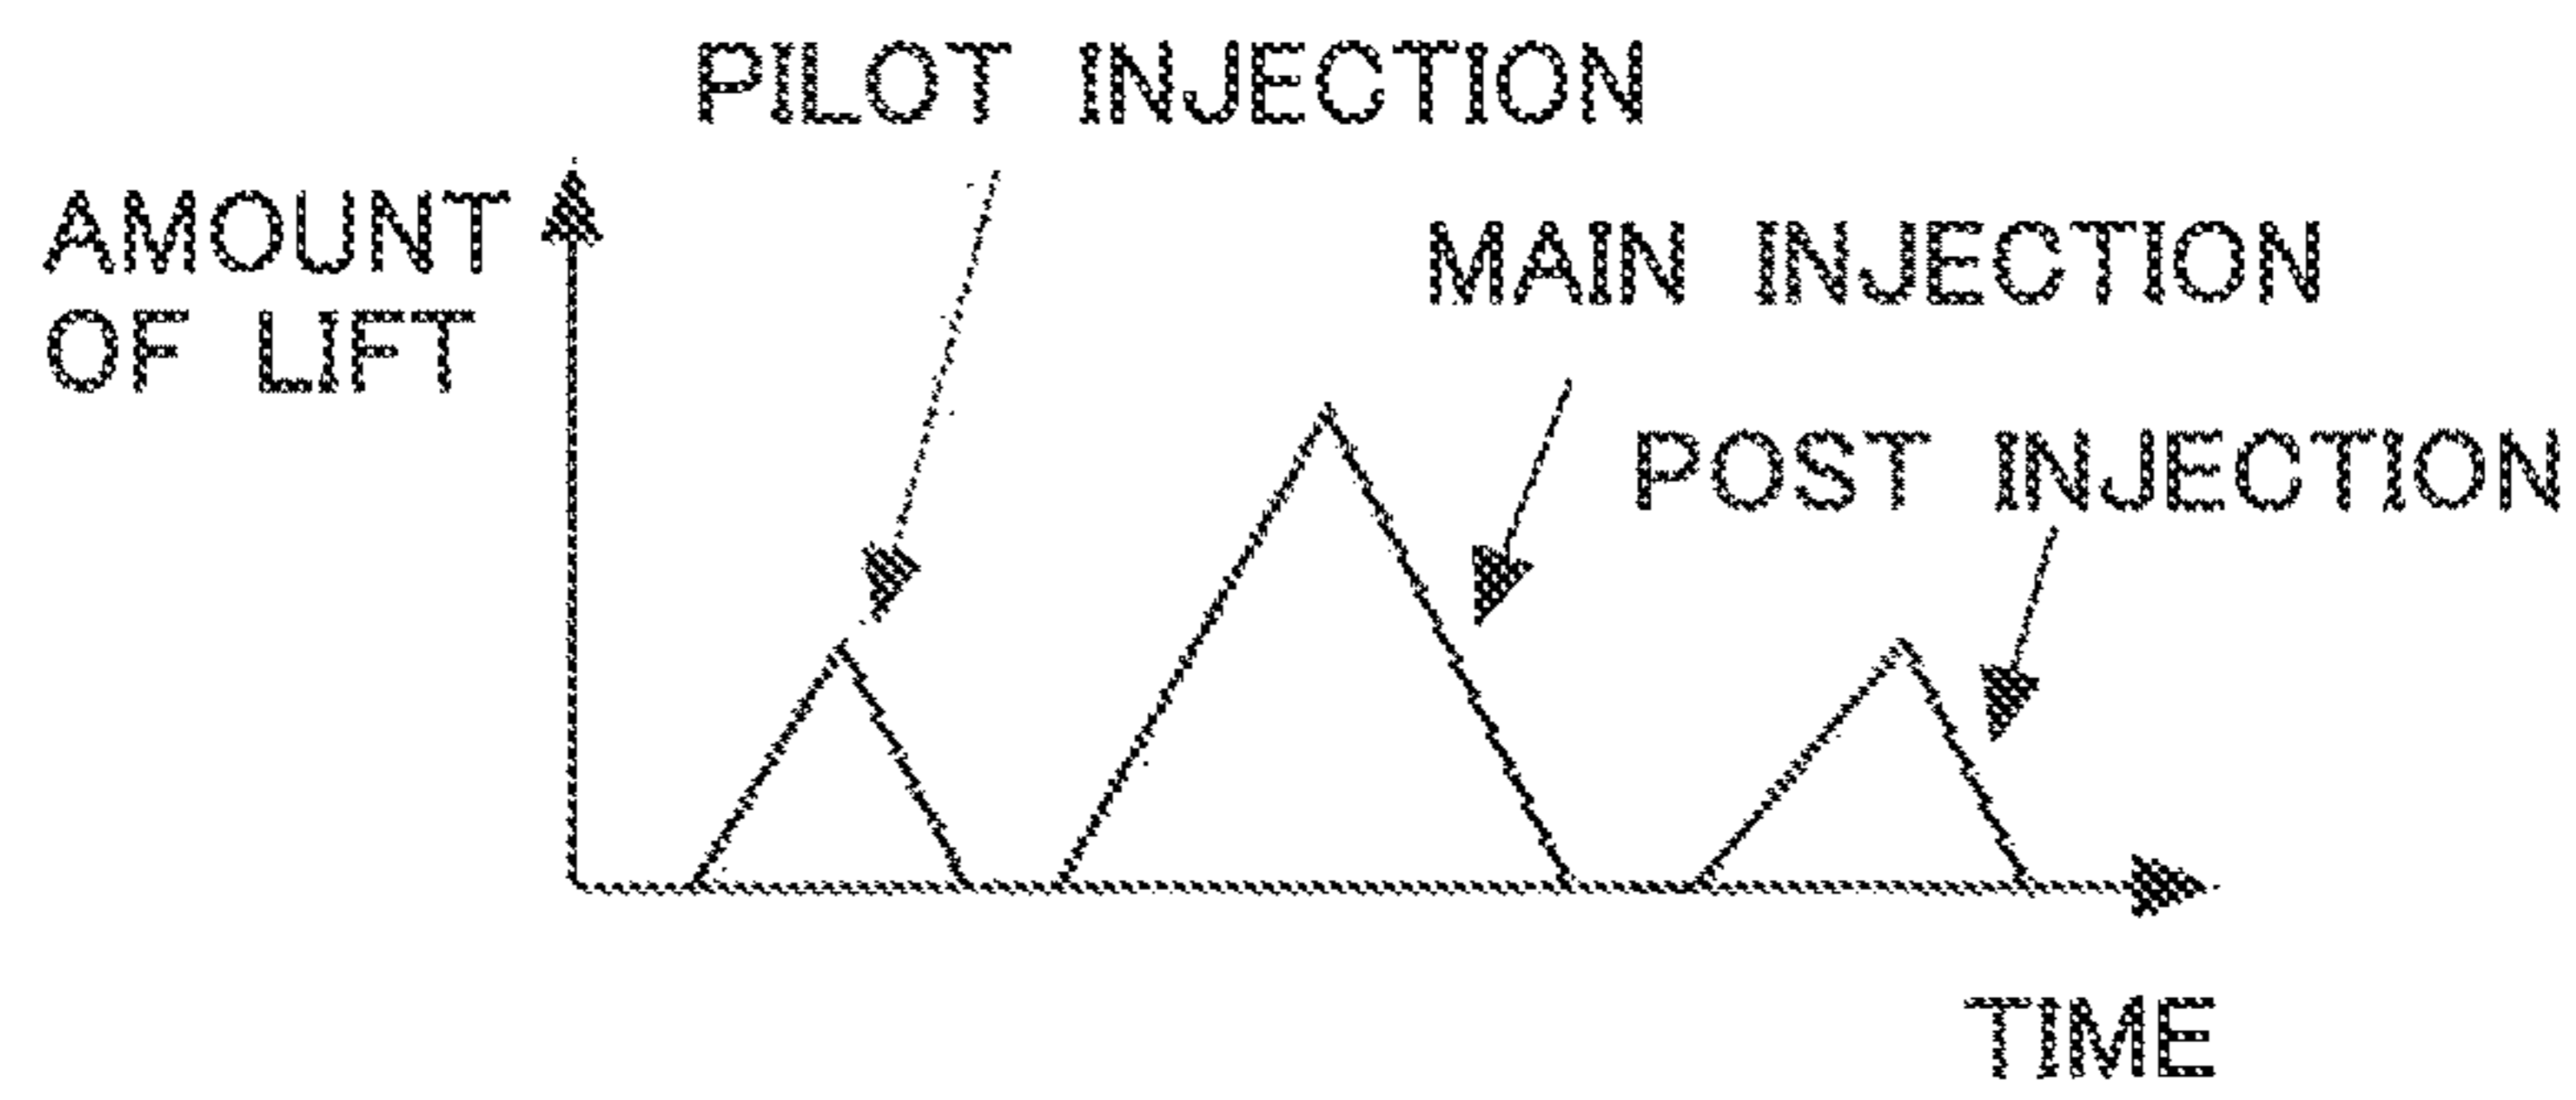 PILOT INJECTION
AMOUNT
OF LIFT
MAIN INJECTION
POST INJECTION
TIME